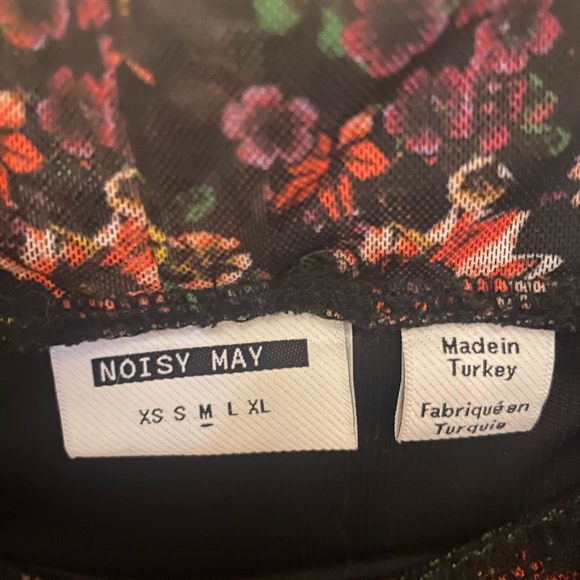 NOISY MAY
XS S M L XL
Made in
Turkey
Fabriqué en
Turquie